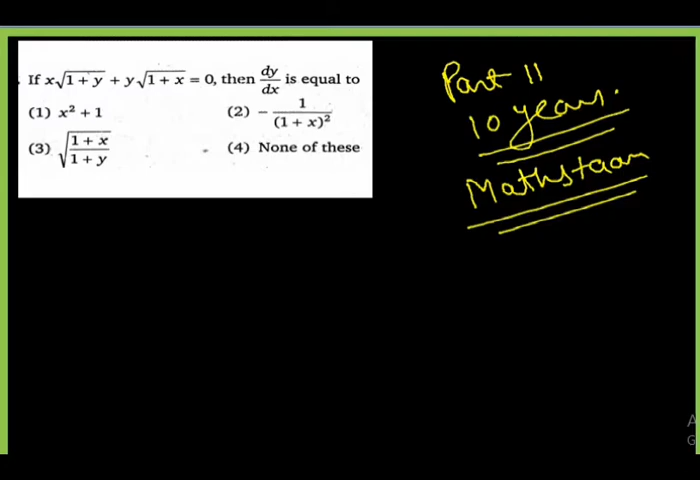 . If x√(1 + y) + y√(1 + x) = 0, then dy/dx is equal to
(1) x² + 1
(2) - 1/(1 + x)²
(3) √((1 + x)/(1 + y))
(4) None of these
Part 11
10 years.
Mathstaam
A
G